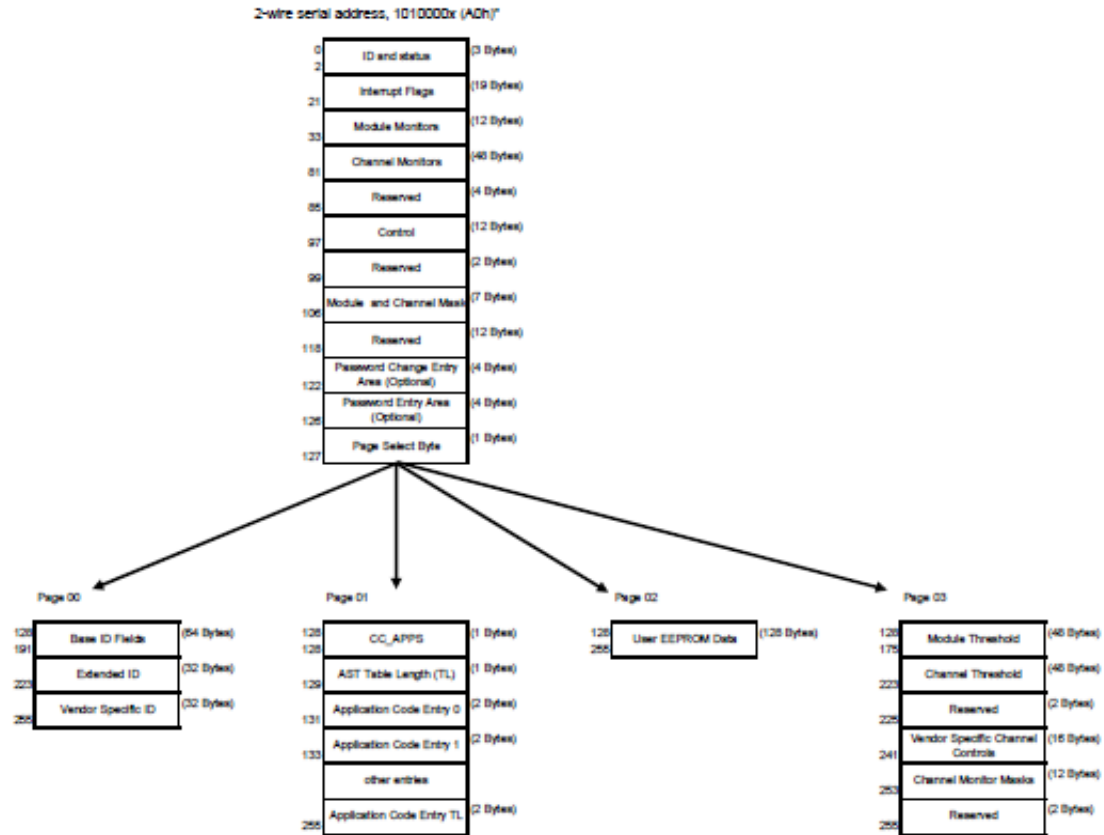 2-wire serial address, 1010000x (A0h)"
0
2
ID and status
(3 Bytes)
21
Interrupt Flags
(19 Bytes)
33
Module Monitors
(12 Bytes)
81
Channel Monitors
(48 Bytes)
85
Reserved
(4 Bytes)
97
Control
(12 Bytes)
99
Reserved
(2 Bytes)
106
Module and Channel Mask
(7 Bytes)
118
Reserved
(12 Bytes)
122
Password Change Entry
Area (Optional)
(4 Bytes)
126
Password Entry Area
(Optional)
(4 Bytes)
127
Page Select Byte
(1 Bytes)
Page 00
128
191
Base ID Fields
(64 Bytes)
223
Extended ID
(32 Bytes)
255
Vendor Specific ID
(32 Bytes)
Page 01
128
128
CC_APPS
(1 Bytes)
129
AST Table Length (TL)
(1 Bytes)
131
Application Code Entry 0
(2 Bytes)
133
Application Code Entry 1
(2 Bytes)
other entries
255
Application Code Entry TL
(2 Bytes)
Page 02
128
255
User EEPROM Data
(128 Bytes)
Page 03
128
175
Module Threshold
(48 Bytes)
223
Channel Threshold
(48 Bytes)
225
Reserved
(2 Bytes)
241
Vendor Specific Channel
Controls
(16 Bytes)
253
Channel Monitor Masks
(12 Bytes)
255
Reserved
(2 Bytes)